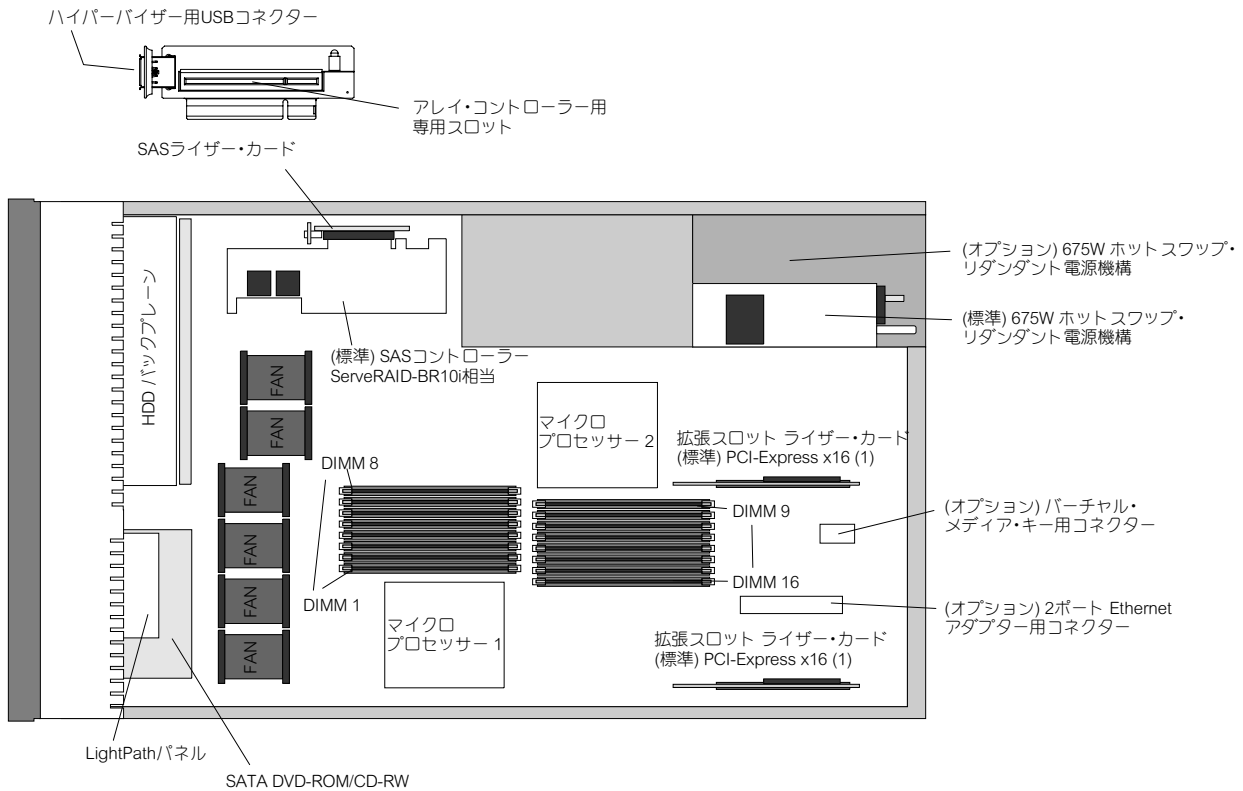 ハイパーバイザー用USBコネクター
アレイ・コントローラー用
専用スロット
SASライザー・カード
HDD バックプレーン
(標準) SASコントローラー
ServeRAID-BR10i相当
(オプション) 675W ホットスワップ・
リダンダント電源機構
(標準) 675W ホットスワップ・
リダンダント電源機構
FAN
FAN
FAN
FAN
FAN
FAN
マイクロ
プロセッサー 2
拡張スロット ライザー・カード
(標準) PCI-Express x16 (1)
DIMM 8
DIMM 9
(オプション) バーチャル・
メディア・キー用コネクター
DIMM 1
DIMM 16
マイクロ
プロセッサー 1
(オプション) 2ポート Ethernet
アダプター用コネクター
拡張スロット ライザー・カード
(標準) PCI-Express x16 (1)
LightPathパネル
SATA DVD-ROM/CD-RW